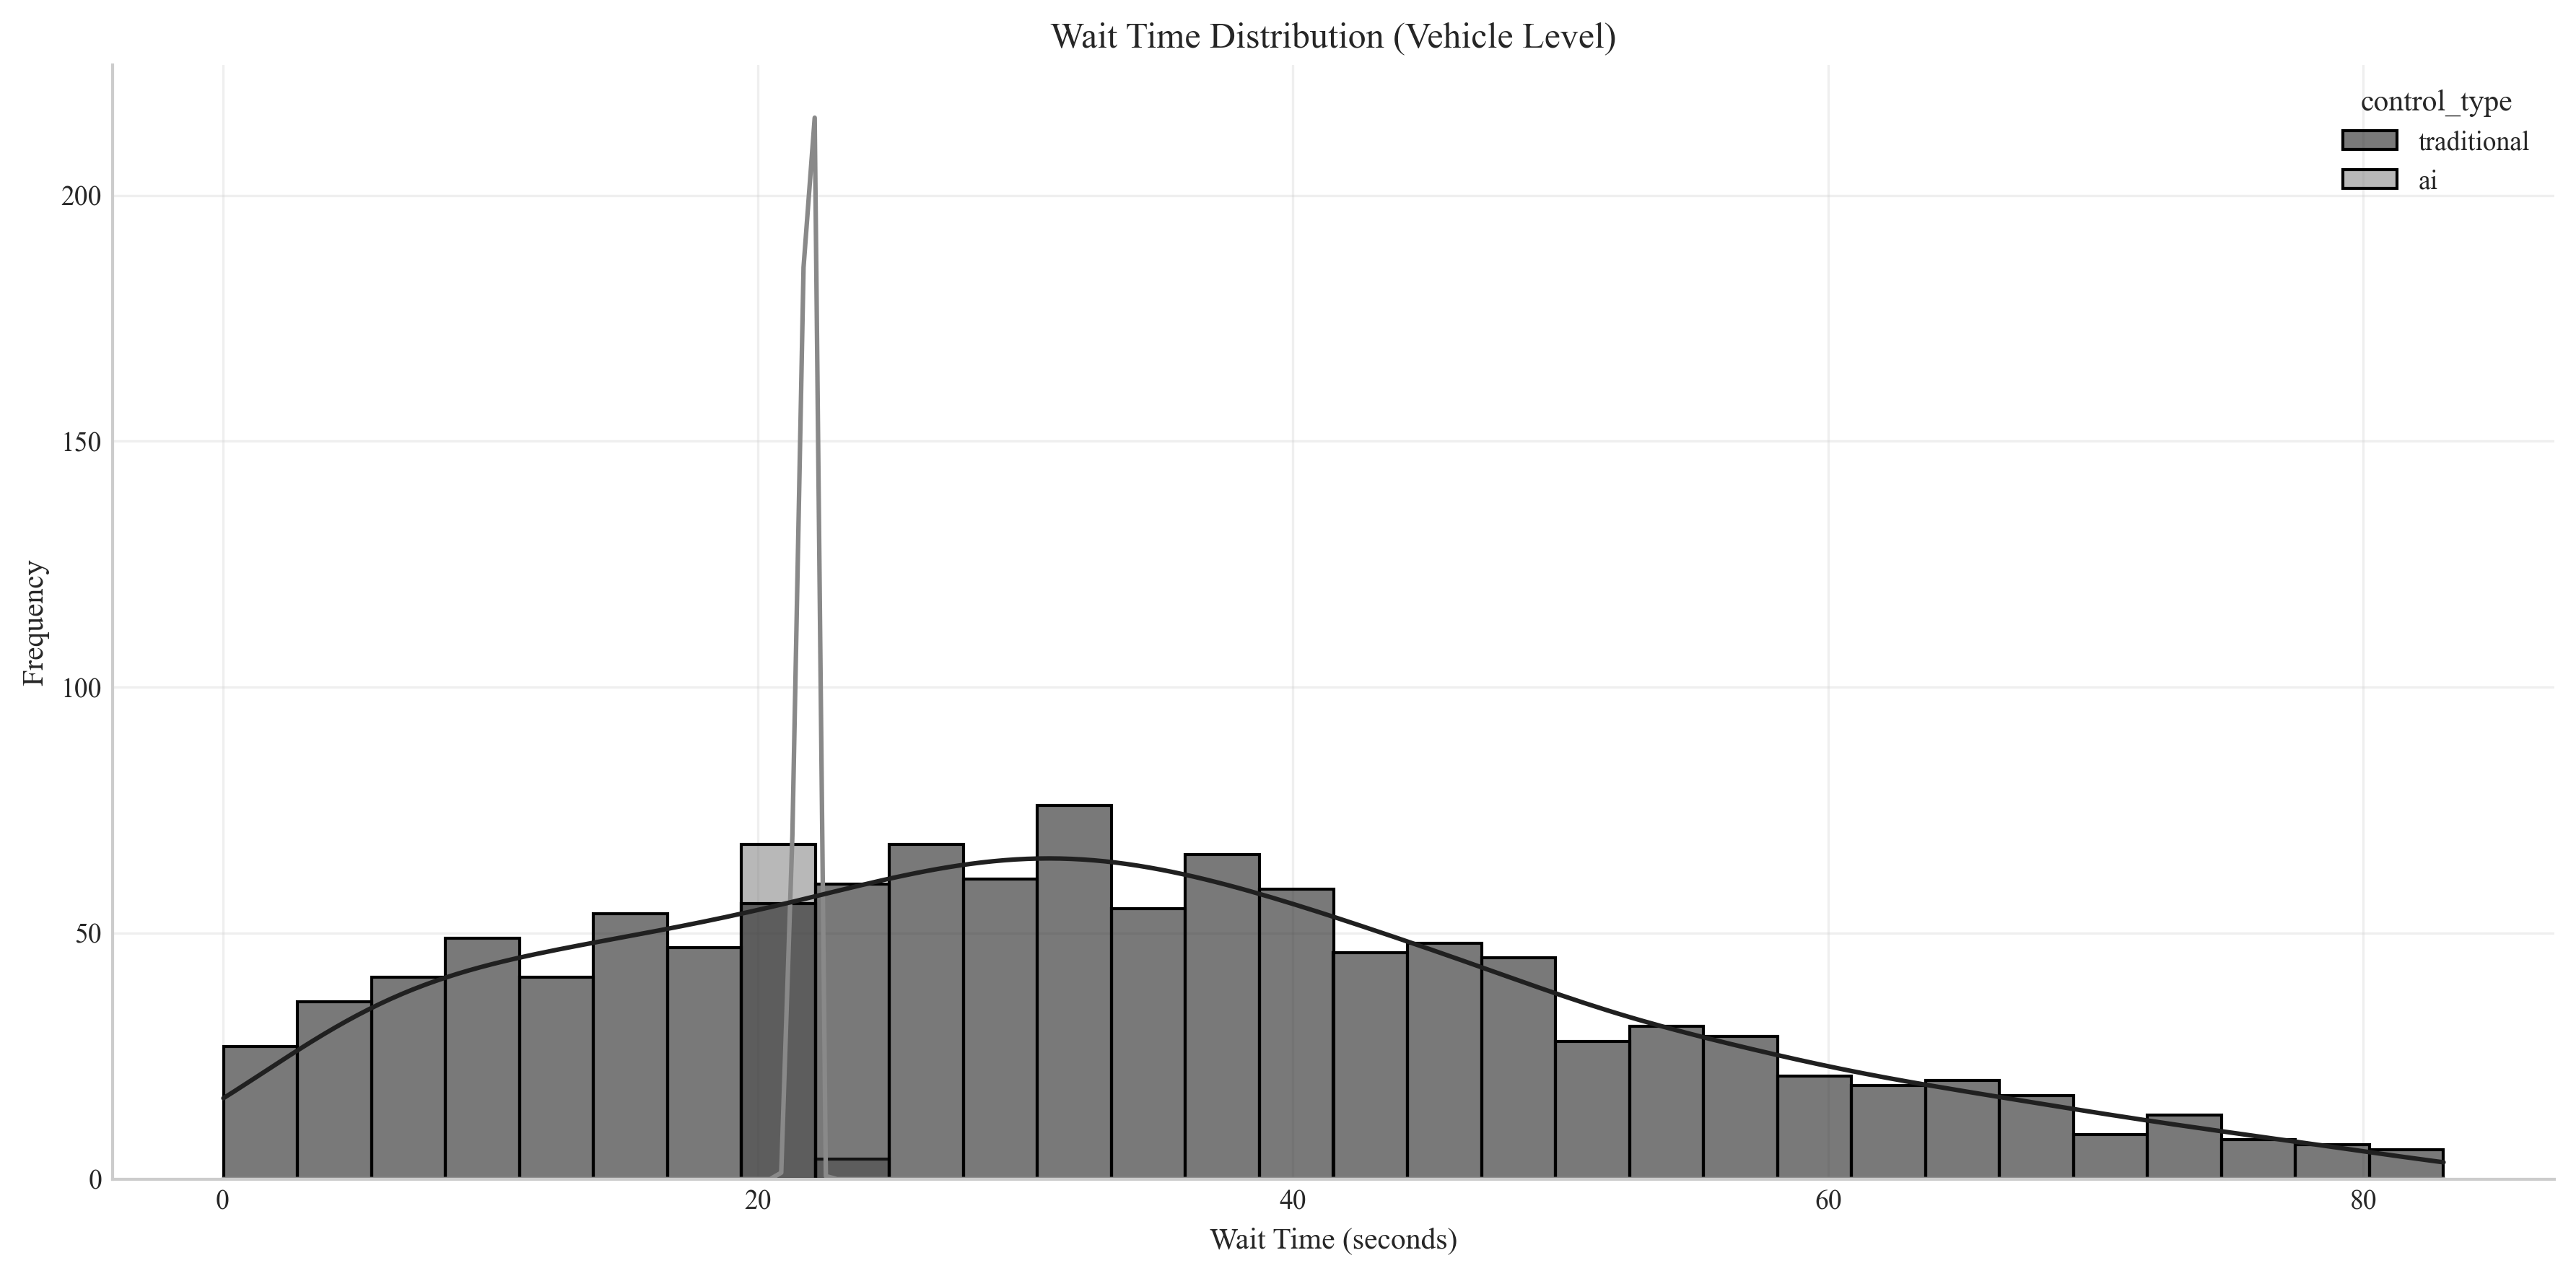 Wait Time Distribution (Vehicle Level)
control_type
traditional
ai
Frequency
200
150
100
50
0
0 20 40 60 80
Wait Time (seconds)